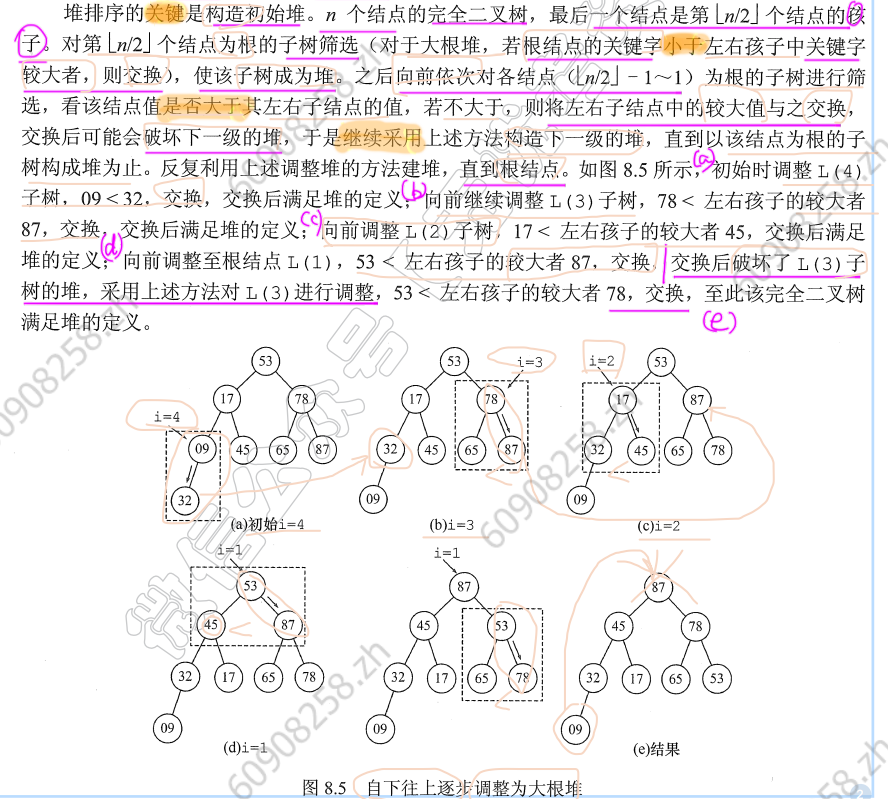 堆排序的关键是构造初始堆。n 个结点的完全二叉树，最后一个结点是第⌊n/2⌋个结点的孩
子。对第⌊n/2⌋个结点为根的子树筛选（对于大根堆，若根结点的关键字小于左右孩子中关键字
较大者，则交换），使该子树成为堆。之后向前依次对各结点（⌊n/2⌋－1～1）为根的子树进行筛
选，看该结点值是否大于其左右子结点的值，若不大于，则将左右子结点中的较大值与之交换，
交换后可能会破坏下一级的堆，于是继续采用上述方法构造下一级的堆，直到以该结点为根的子
树构成堆为止。反复利用上述调整堆的方法建堆，直到根结点。如图 8.5 所示，(a)初始时调整 L(4)
子树，09 < 32，交换，交换后满足堆的定义；(b)向前继续调整 L(3)子树，78 < 左右孩子的较大者
87，交换，交换后满足堆的定义；(c)向前调整 L(2)子树，17 < 左右孩子的较大者 45，交换后满足
堆的定义；(d)向前调整至根结点 L(1)，53 < 左右孩子的较大者 87，交换，交换后破坏了 L(3)子
树的堆，采用上述方法对 L(3)进行调整，53 < 左右孩子的较大者 78，交换，至此该完全二叉树
满足堆的定义。
(e)
53
17 78
i=4
09 45 65 87
32
(a)初始i=4
53
i=3
17 78
32 45 65 87
09
(b)i=3
i=2
53
17 87
32 45 65 78
09
(c)i=2
i=1
53
45 87
32 17 65 78
09
(d)i=1
i=1
87
45 53
32 17 65 78
09
87
45 78
32 17 65 53
09
(e)结果
图 8.5 自下往上逐步调整为大根堆
微信公众号
60908258.zh
60908258.zh
60908258.zh
60908258.zh